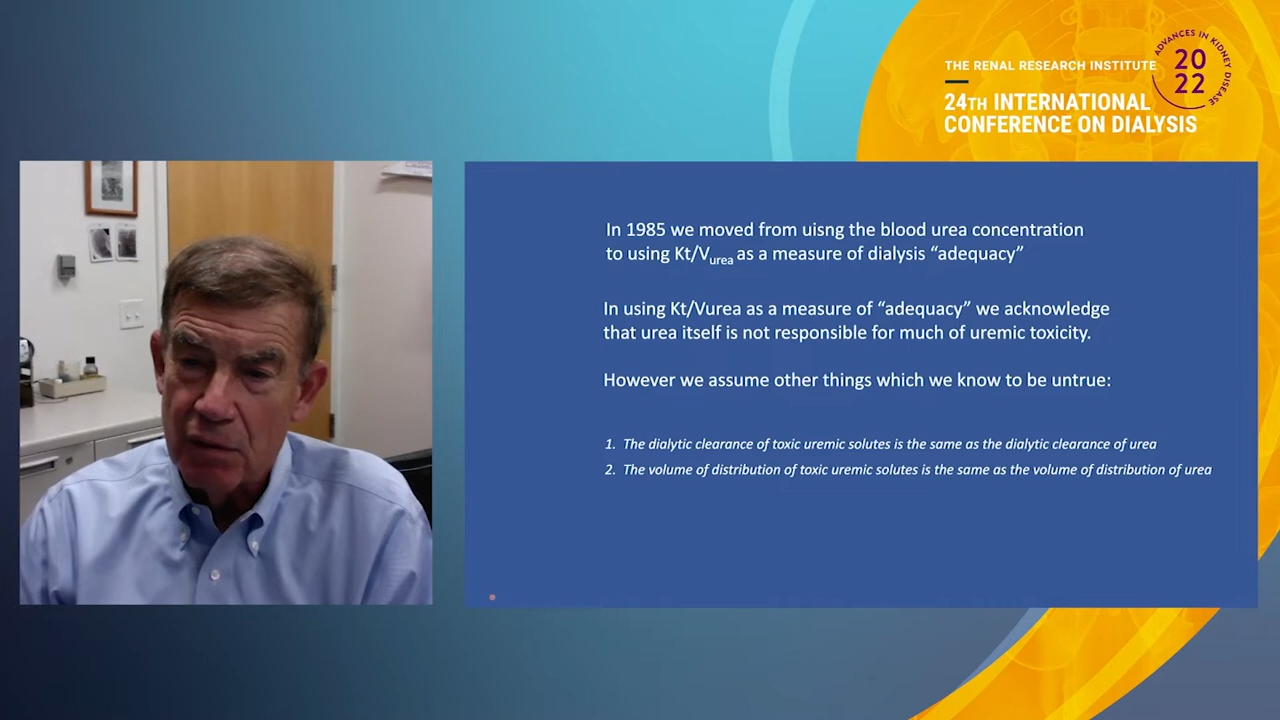 THE RENAL RESEARCH INSTITUTE
24TH INTERNATIONAL
CONFERENCE ON DIALYSIS
ADVANCES IN KIDNEY DISEASE
20
22
In 1985 we moved from uisng the blood urea concentration
to using Kt/Vurea as a measure of dialysis “adequacy”
In using Kt/Vurea as a measure of “adequacy” we acknowledge
that urea itself is not responsible for much of uremic toxicity.
However we assume other things which we know to be untrue:
1. The dialytic clearance of toxic uremic solutes is the same as the dialytic clearance of urea
2. The volume of distribution of toxic uremic solutes is the same as the volume of distribution of urea